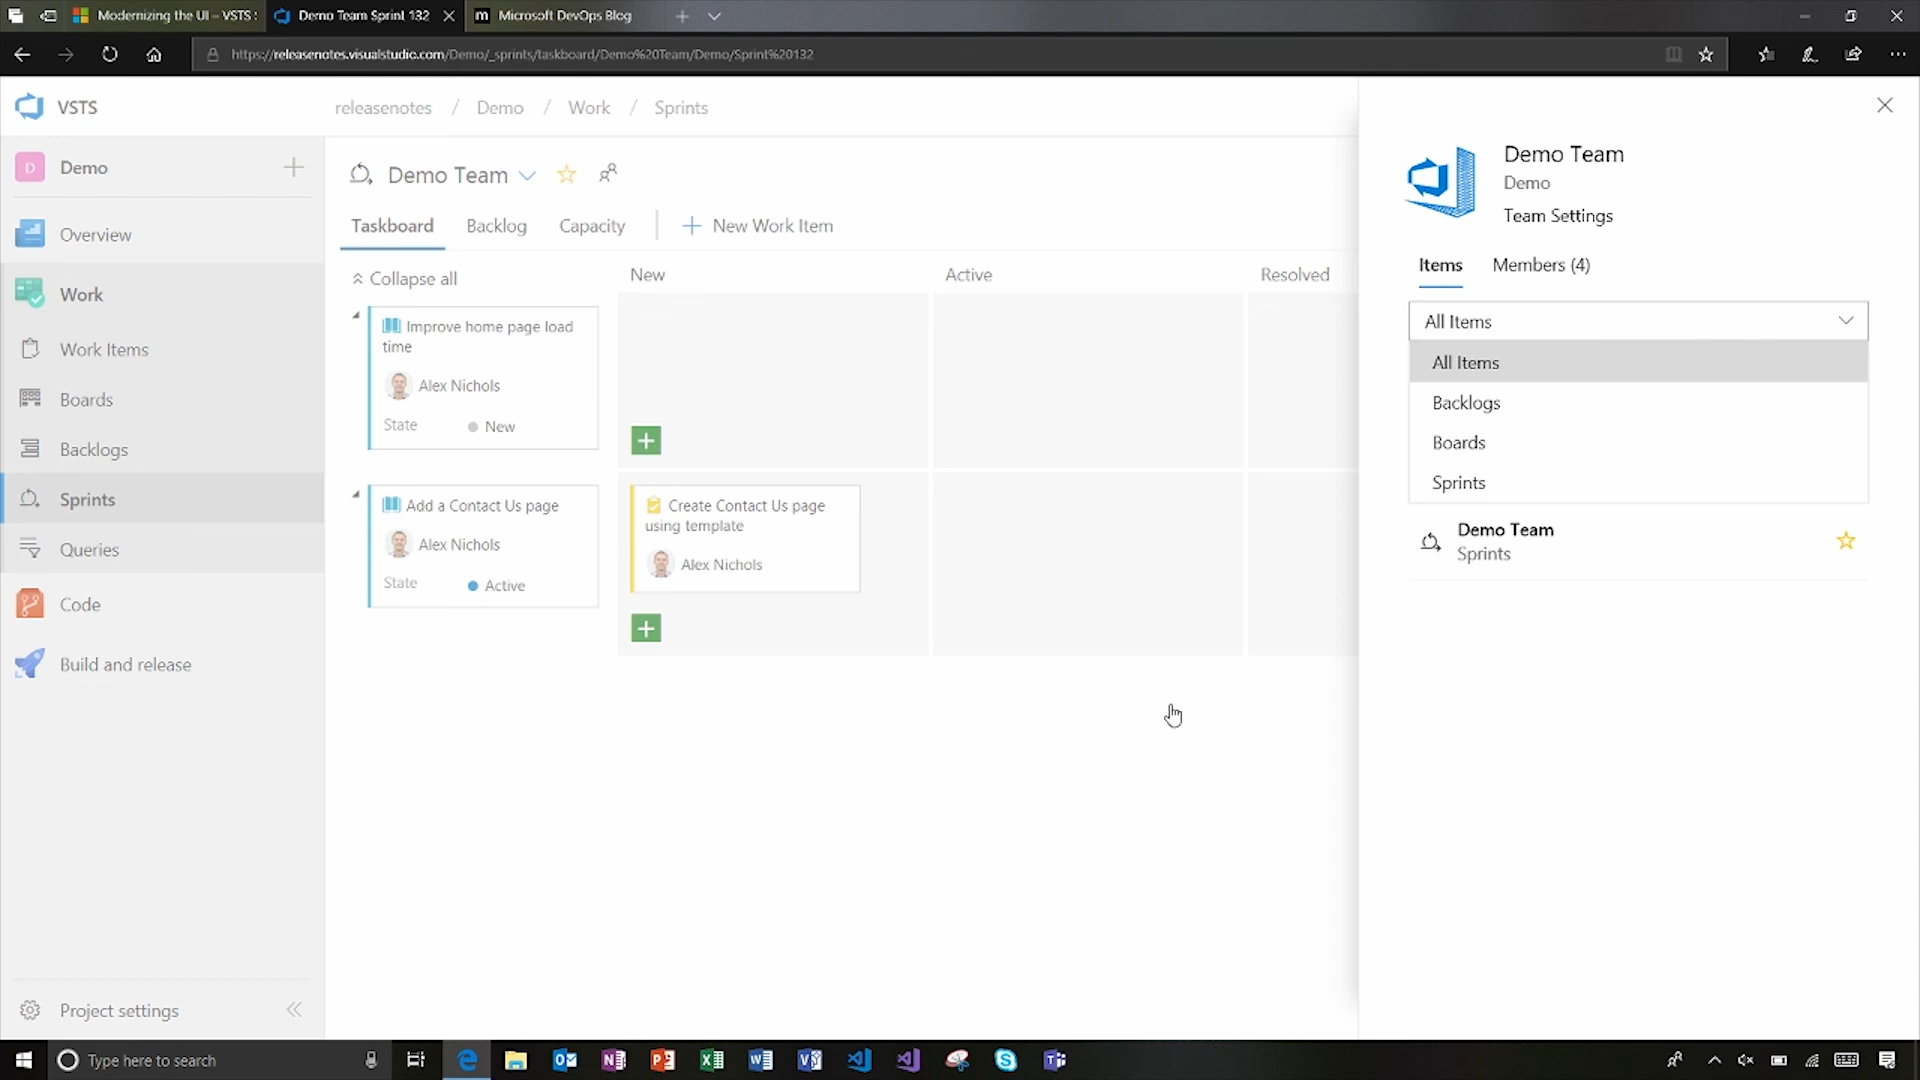 Modernizing the UI – VSTS
Demo Team Sprint 132
Microsoft DevOps Blog
https://releasenotes.visualstudio.com/Demo/_sprints/taskboard/Demo%20Team/Demo/Sprint%20132
VSTS
releasenotes / Demo / Work / Sprints
D Demo
Overview
Work
Work Items
Boards
Backlogs
Sprints
Queries
Code
Build and release
Project settings
Demo Team
Taskboard Backlog Capacity New Work Item
Collapse all New Active Resolved
Improve home page load
time
Alex Nichols
State New
Add a Contact Us page
Alex Nichols
State Active
Create Contact Us page
using template
Alex Nichols
Demo Team
Demo
Team Settings
Items Members (4)
All Items
All Items
Backlogs
Boards
Sprints
Demo Team
Sprints
Type here to search